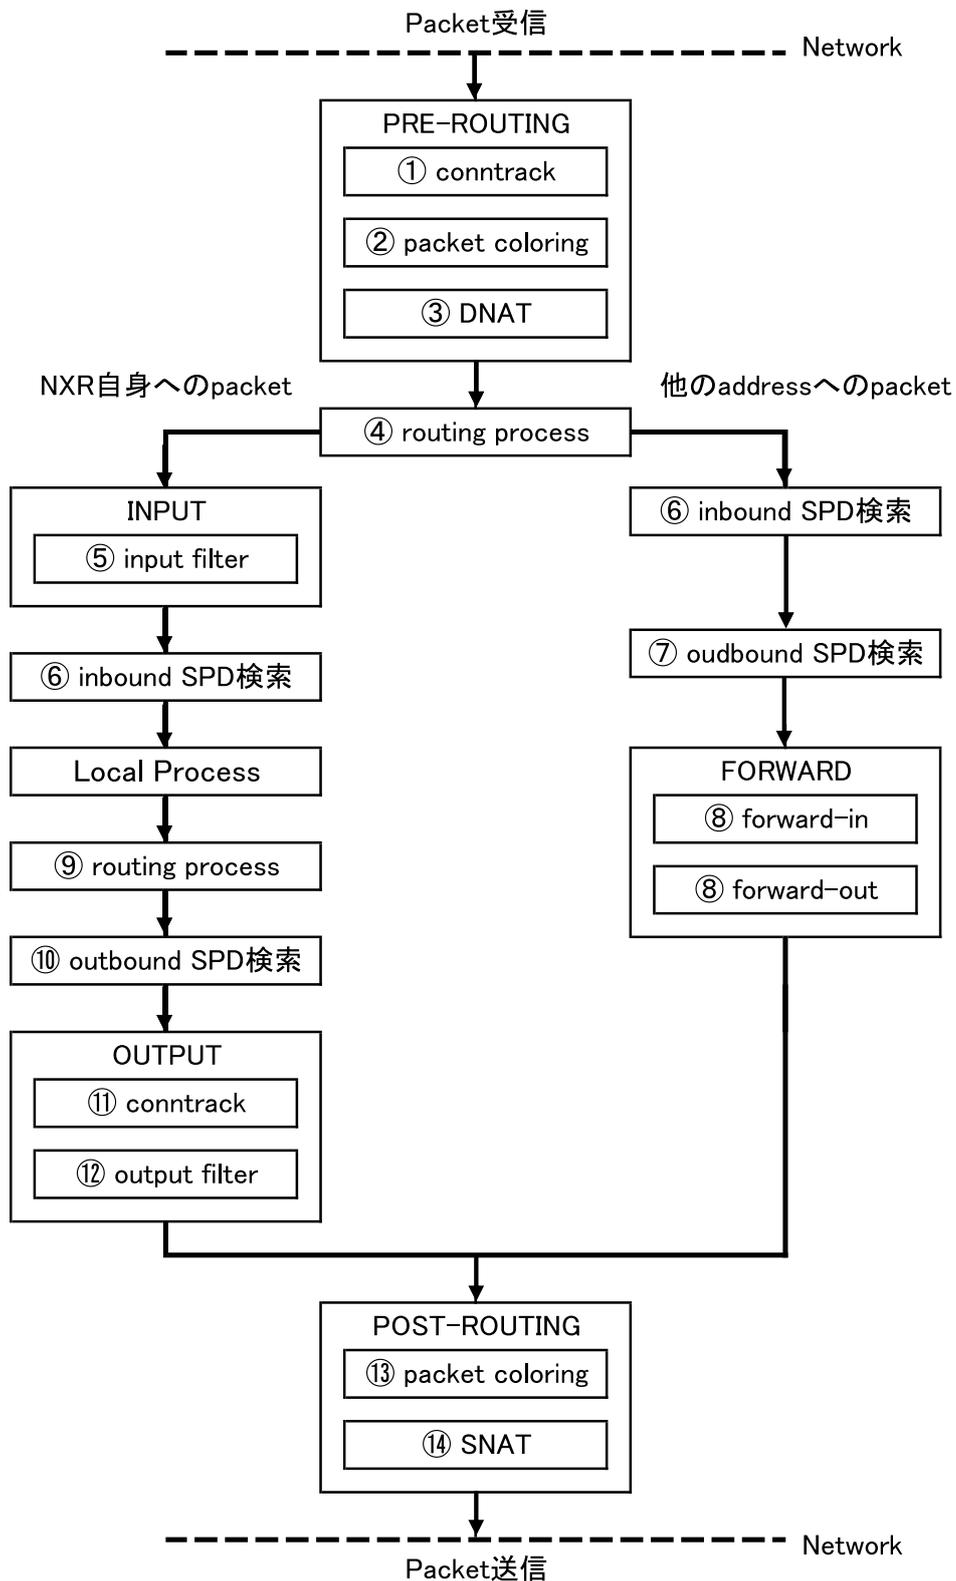 Packet受信
Network
PRE-ROUTING
① conntrack
② packet coloring
③ DNAT
NXR自身へのpacket
他のaddressへのpacket
④ routing process
INPUT
⑤ input filter
⑥ inbound SPD検索
⑥ inbound SPD検索
⑦ oudbound SPD検索
Local Process
FORWARD
⑧ forward-in
⑧ forward-out
⑨ routing process
⑩ outbound SPD検索
OUTPUT
⑪ conntrack
⑫ output filter
POST-ROUTING
⑬ packet coloring
⑭ SNAT
Network
Packet送信